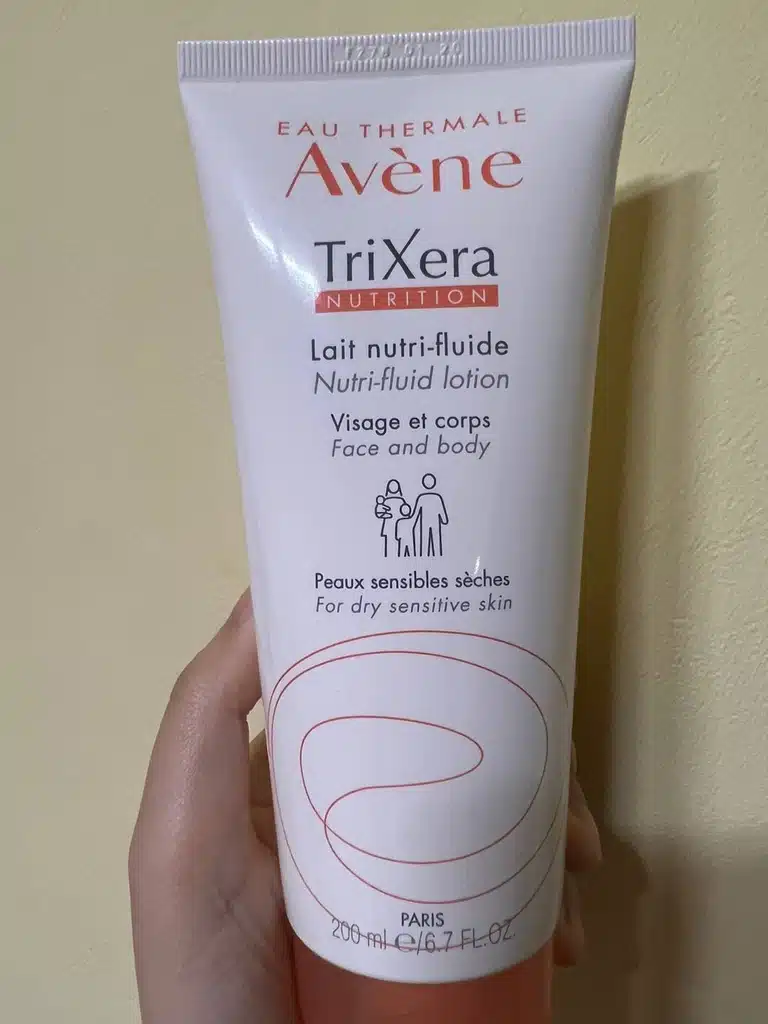 EAU THERMALE
Avène
TriXera
NUTRITION
Lait nutri-fluide
Nutri-fluid lotion
Visage et corps
Face and body
Peaux sensibles sèches
For dry sensitive skin
PARIS
200 ml e/6.7 FL.OZ.